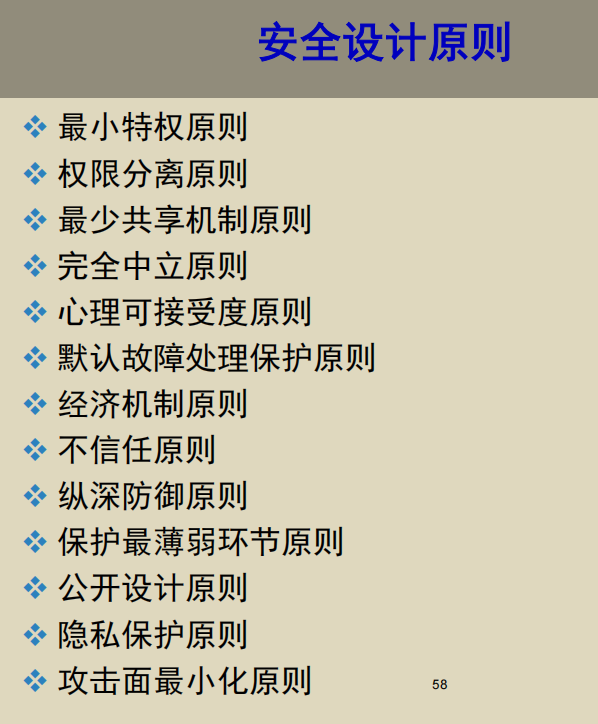 安全设计原则
最小特权原则
权限分离原则
最少共享机制原则
完全中立原则
心理可接受度原则
默认故障处理保护原则
经济机制原则
不信任原则
纵深防御原则
保护最薄弱环节原则
公开设计原则
隐私保护原则
攻击面最小化原则
58